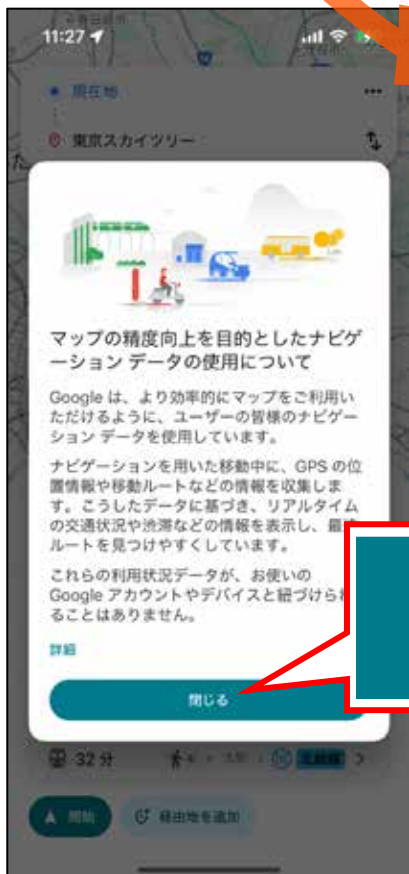 11:27
現在地
東京スカイツリー
マップの精度向上を目的としたナビゲ
ーション データの使用について
Google は、より効率的にマップをご利用い
ただけるように、ユーザーの皆様のナビゲー
ション データを使用しています。
ナビゲーションを用いた移動中に、GPS の位
置情報や移動ルートなどの情報を収集しま
す。こうしたデータに基づき、リアルタイム
の交通状況や渋滞などの情報を表示し、最
ルートを見つけやすくしています。
これらの利用状況データが、お使いの
Google アカウントやデバイスと紐づけられ
ることはありません。
詳細
閉じる
32 分
開始
経由地を追加